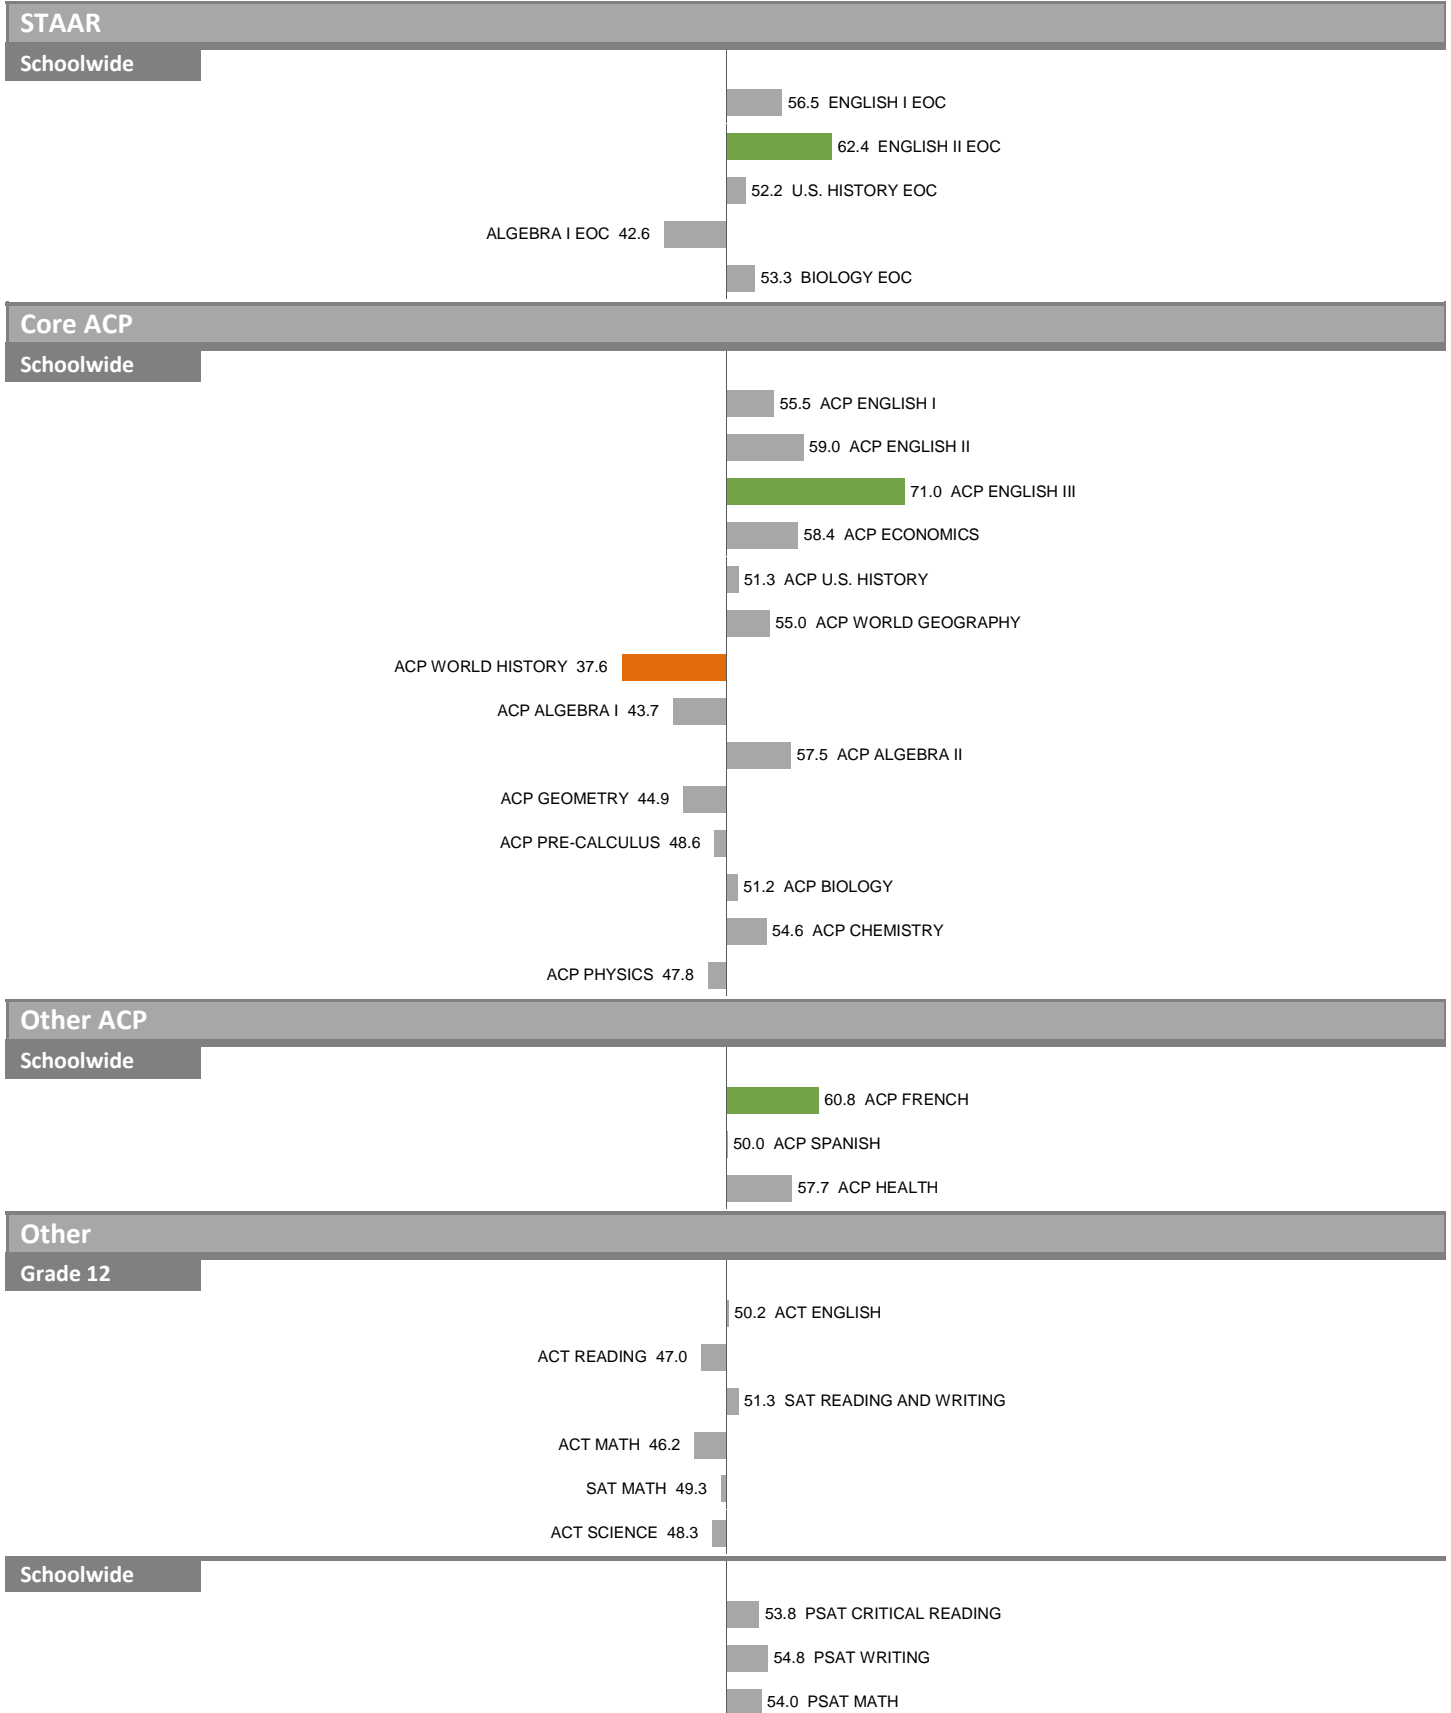 STAAR
Schoolwide
56.5 ENGLISH I EOC
62.4 ENGLISH II EOC
52.2 U.S. HISTORY EOC
ALGEBRA I EOC 42.6
53.3 BIOLOGY EOC
Core ACP
Schoolwide
55.5 ACP ENGLISH I
59.0 ACP ENGLISH II
71.0 ACP ENGLISH III
58.4 ACP ECONOMICS
51.3 ACP U.S. HISTORY
55.0 ACP WORLD GEOGRAPHY
ACP WORLD HISTORY 37.6
ACP ALGEBRA I 43.7
57.5 ACP ALGEBRA II
ACP GEOMETRY 44.9
ACP PRE-CALCULUS 48.6
51.2 ACP BIOLOGY
54.6 ACP CHEMISTRY
ACP PHYSICS 47.8
Other ACP
Schoolwide
60.8 ACP FRENCH
50.0 ACP SPANISH
57.7 ACP HEALTH
Other
Grade 12
50.2 ACT ENGLISH
ACT READING 47.0
51.3 SAT READING AND WRITING
ACT MATH 46.2
SAT MATH 49.3
ACT SCIENCE 48.3
Schoolwide
53.8 PSAT CRITICAL READING
54.8 PSAT WRITING
54.0 PSAT MATH